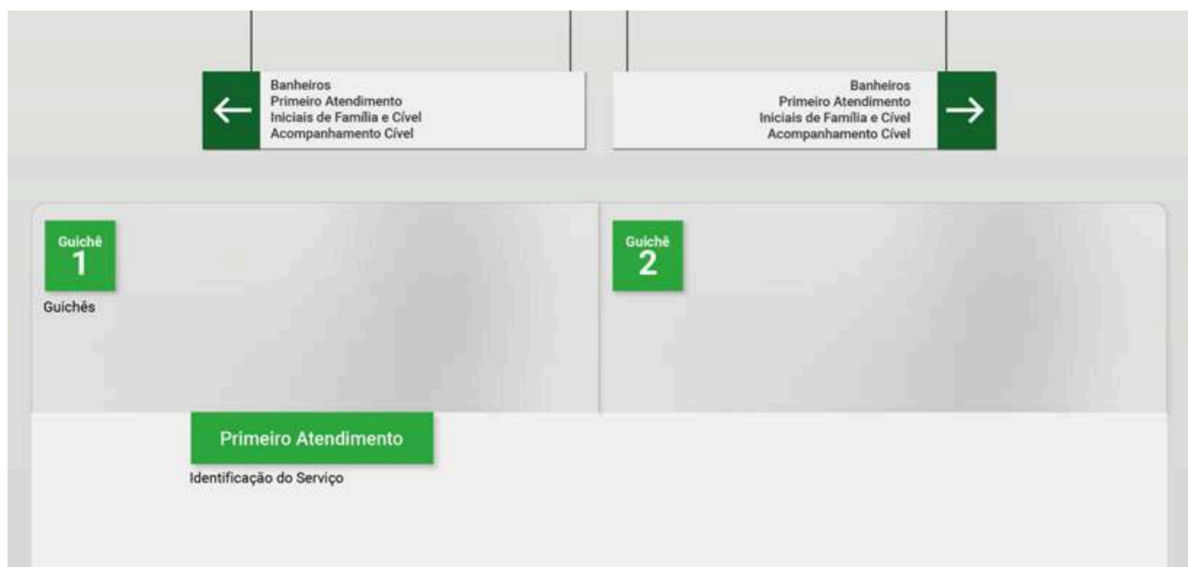 Banheiros
Primeiro Atendimento
Iniciais de Família e Cível
Acompanhamento Cível
Banheiros
Primeiro Atendimento
Iniciais de Família e Cível
Acompanhamento Cível
Guichê
1
Guichês
Guichê
2
Primeiro Atendimento
Identificação do Serviço